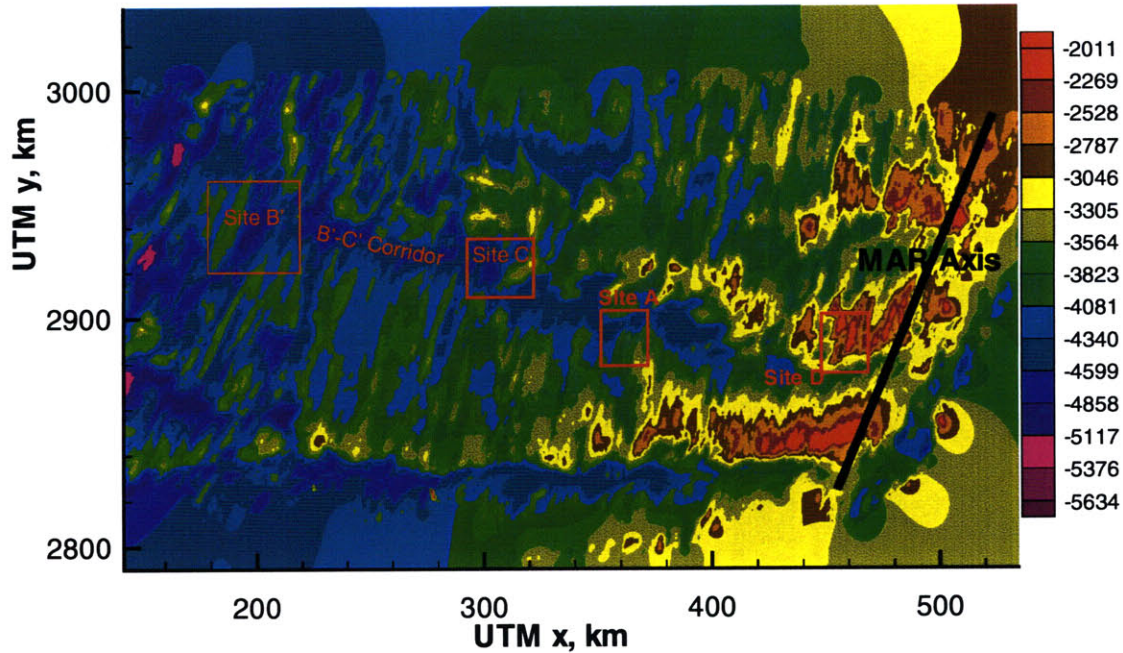 3000
2900
2800
UTM y, km
200
300
400
500
UTM x, km
Site B'
B'-C' Corridor
Site C
Site A
Site D
MAR Axis
-2011
-2269
-2528
-2787
-3046
-3305
-3564
-3823
-4081
-4340
-4599
-4858
-5117
-5376
-5634